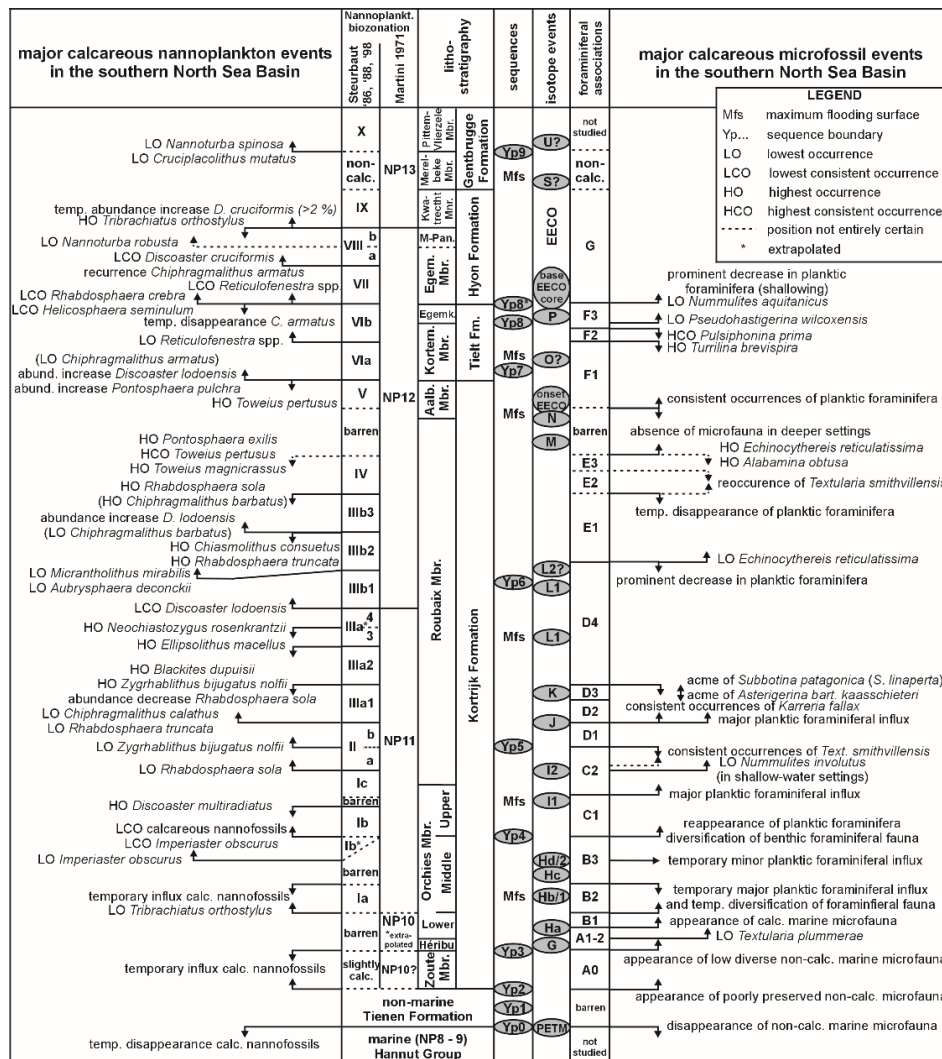 major calcareous nannoplankton events
in the southern North Sea Basin
Nannoplankt.
biozonation
Steurbaut
'86, '88, '98
Martini 1971
litho-
stratigraphy
sequences
isotope events
foraminiferal
associations
major calcareous microfossil events
in the southern North Sea Basin
LEGEND
Mfs maximum flooding surface
Yp... sequence boundary
LO lowest occurrence
LCO lowest consistent occurrence
HO highest occurrence
HCO highest consistent occurrence
position not entirely certain
* extrapolated
LO Nannoturba spinosa
LO Cruciplacolithus mutatus
temp. abundance increase D. cruciformis (>2 %)
HO Tribrachiatus orthostylus
LO Nannoturba robusta
LCO Discoaster cruciformis
recurrence Chiphragmalithus armatus
LCO Reticulofenestra spp.
LCO Rhabdosphaera crebra
LCO Helicosphaera seminulum
temp. disappearance C. armatus
LO Reticulofenestra spp.
(LO Chiphragmalithus armatus)
abund. increase Discoaster lodoensis
abund. increase Pontosphaera pulchra
HO Toweius pertusus
HO Pontosphaera exilis
HCO Toweius pertusus
HO Toweius magnicrassus
HO Rhabdosphaera sola
(HO Chiphragmalithus barbatus)
abundance increase D. lodoensis
(LO Chiphragmalithus barbatus)
HO Chiasmolithus consuetus
HO Rhabdosphaera truncata
LO Micrantholithus mirabilis
LO Aubrysphaera deconckii
LCO Discoaster lodoensis
HO Neochiastozygus rosenkrantzii
HO Ellipsolithus macellus
HO Blackites dupuisii
HO Zygrhablithus bijugatus nolfii
abundance decrease Rhabdosphaera sola
LO Chiphragmalithus calathus
LO Rhabdosphaera truncata
LO Zygrhablithus bijugatus nolfii
LO Rhabdosphaera sola
HO Discoaster multiradiatus
LCO calcareous nannofossils
LCO Imperiaster obscurus
LO Imperiaster obscurus
temporary influx calc. nannofossils
LO Tribrachiatus orthostylus
temporary influx calc. nannofossils
temp. disappearance calc. nannofossils
X
non-
calc.
IX
VIII
b
a
VII
VIb
VIa
V
barren
IV
IIIb3
IIIb2
IIIb1
IIIa*4
3
IIIa2
IIIa1
II
b
a
Ic
barren
Ib
Ib*
barren
Ia
barren
slightly
calc.
NP13
NP12
NP11
NP10
*extra-
polated
NP10?
Pittem-
Vlierzele
Mbr.
Merel-
beke
Mbr.
Kwa-
trecht
Mnr.
M-Pan.
Egem.
Mbr.
Egemk.
Kortem.
Mbr.
Aalb.
Mbr.
Roubaix Mbr.
Orchies Mbr.
Upper
Middle
Lower
Héribu
Zoute
Mbr.
Gentbrugge
Formation
Hyon Formation
Tielt Fm.
Kortrijk Formation
non-marine
Tienen Formation
marine (NP8 - 9)
Hannut Group
Yp9
Mfs
Yp8*
Yp8
Mfs
Yp7
Mfs
Yp6
Mfs
Yp5
Mfs
Yp4
Mfs
Yp3
Yp2
Yp1
Yp0
U?
S?
EECO
base
EECO
core
P
O?
onset
EECO
N
M
L2?
L1
L1
K
J
I2
I1
Hd/2
Hc
Hb/1
Ha
G
PETM
not
studied
non-
calc.
G
F3
F2
F1
barren
E3
E2
E1
D4
D3
D2
D1
C2
C1
B3
B2
B1
A1-2
A0
barren
not
studied
prominent decrease in planktic
foraminifera (shallowing)
LO Nummulites aquitanicus
LO Pseudohastigerina wilcoxensis
HCO Pulsiphonina prima
HO Turrilina brevispira
consistent occurrences of planktic foraminifera
absence of microfauna in deeper settings
HO Echinocythereis reticulatissima
HO Alabamina obtusa
reoccurence of Textularia smithvillensis
temp. disappearance of planktic foraminifera
LO Echinocythereis reticulatissima
prominent decrease in planktic foraminifera
acme of Subbotina patagonica (S. linaperta)
acme of Asterigerina bart. kaasschieteri
consistent occurrences of Karreria fallax
major planktic foraminiferal influx
consistent occurrences of Text. smithvillensis
LO Nummulites involutus
(in shallow-water settings)
major planktic foraminiferal influx
reappearance of planktic foraminifera
diversification of benthic foraminiferal fauna
temporary minor planktic foraminiferal influx
temporary major planktic foraminiferal influx
and temp. diversification of foraminfieral fauna
appearance of calc. marine microfauna
LO Textularia plummerae
appearance of low diverse non-calc. marine microfauna
appearance of poorly preserved non-calc. microfauna
disappearance of non-calc. marine microfauna